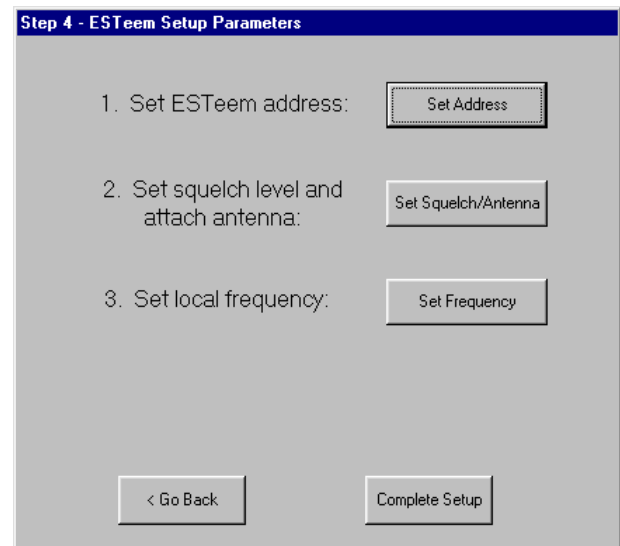 Step 4 - ESTeem Setup Parameters
1. Set ESTeem address:
Set Address
2. Set squelch level and
attach antenna:
Set Squelch/Antenna
3. Set local frequency:
Set Frequency
< Go Back
Complete Setup